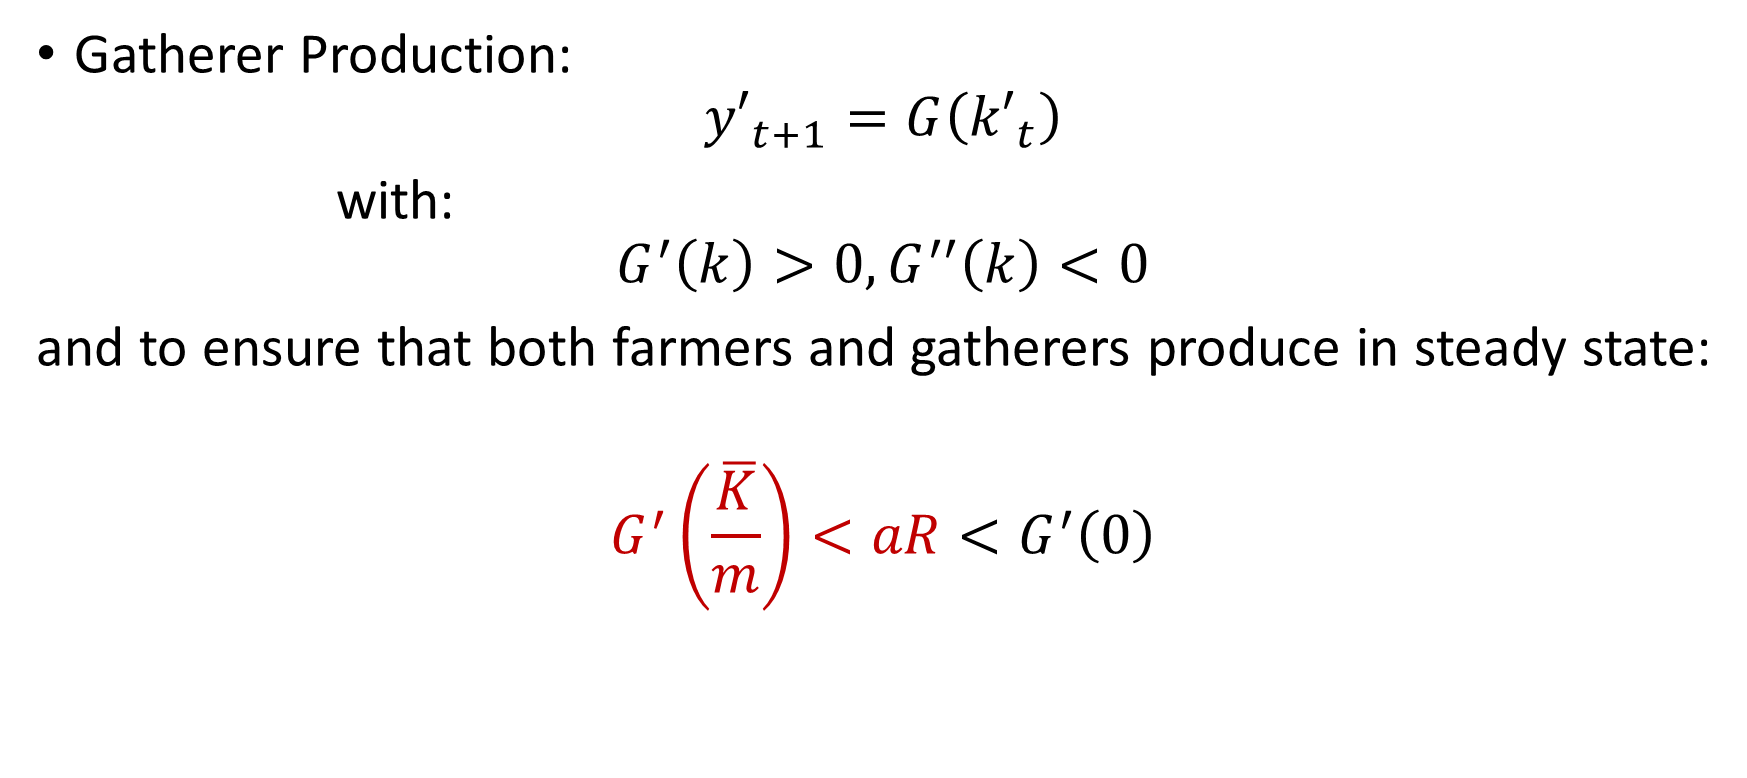 • Gatherer Production:
y′ₜ₊₁ = G(k′ₜ)
with:
G′(k) > 0, G′′(k) < 0
and to ensure that both farmers and gatherers produce in steady state:
G′(K̅/m) < aR < G′(0)